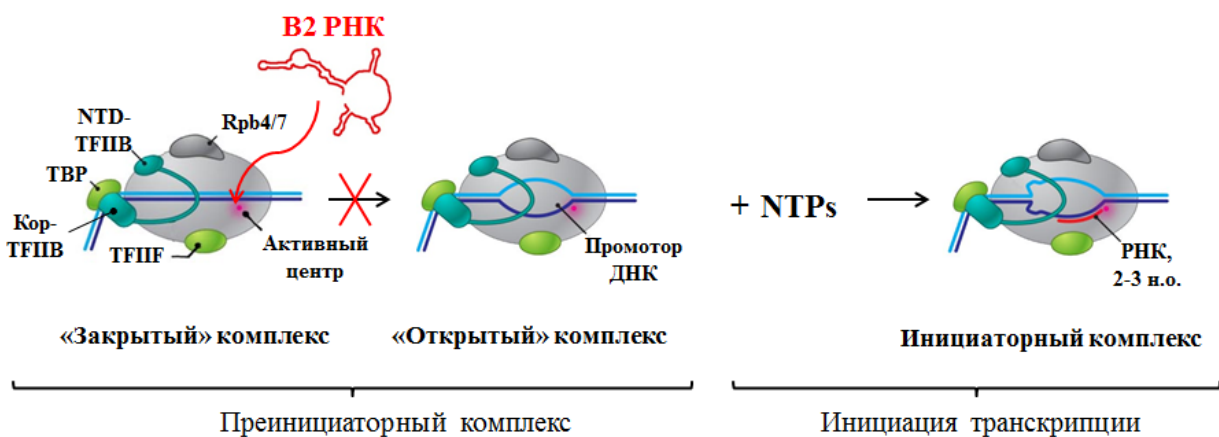 B2 РНК
NTD-
TFIIB
Rpb4/7
TBP
Кор-
TFIIB
TFIIF
Активный
центр
Промотор
ДНК
+ NTPs
РНК,
2-3 н.о.
«Закрытый» комплекс
«Открытый» комплекс
Инициаторный комплекс
Преинициаторный комплекс
Инициация транскрипции